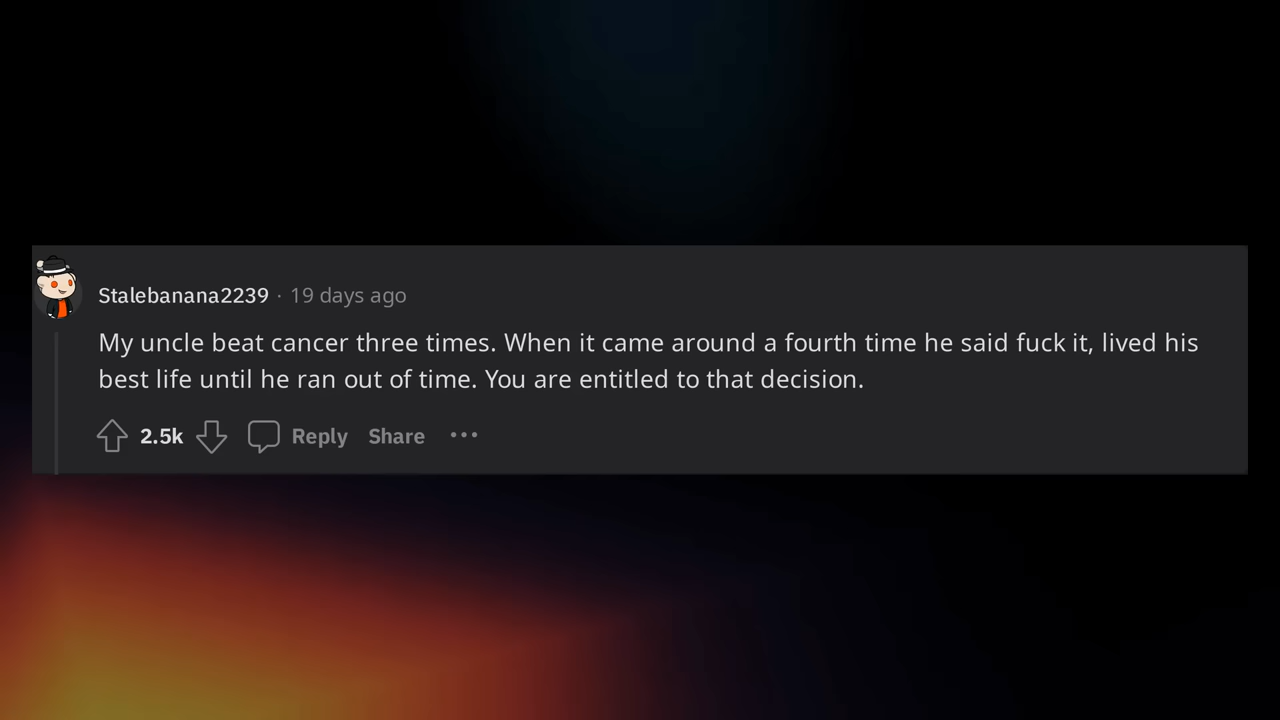 Stalebanana2239 · 19 days ago
My uncle beat cancer three times. When it came around a fourth time he said fuck it, lived his
best life until he ran out of time. You are entitled to that decision.
2.5k Reply Share